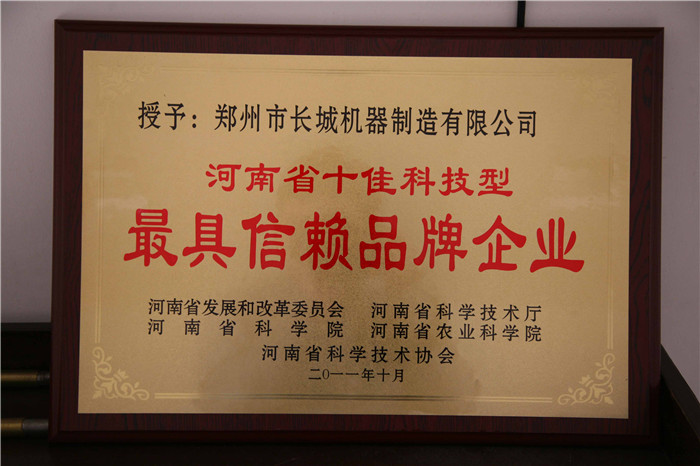 授予：郑州市长城机器制造有限公司
河南省十佳科技型
最具信赖品牌企业
河南省发展和改革委员会 河南省科学技术厅
河南省科学院 河南省农业科学院
河南省科学技术协会
二〇一一年十月